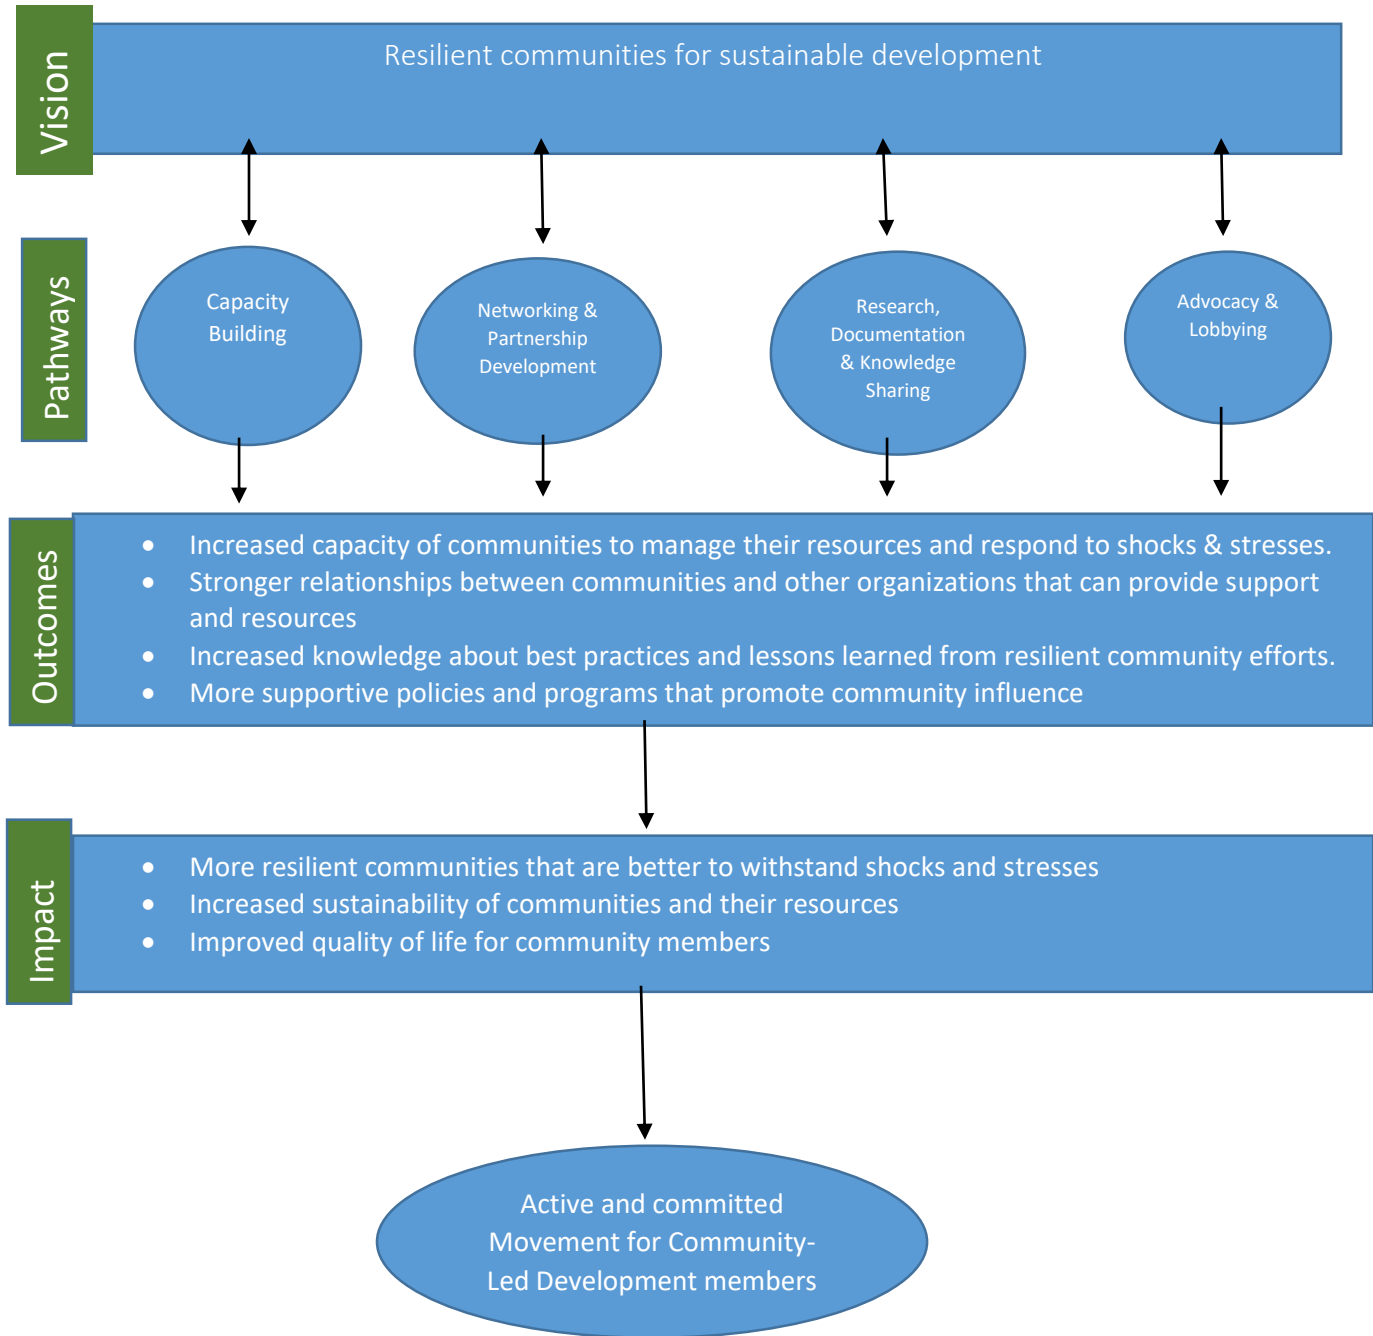 Vision
Resilient communities for sustainable development
Pathways
Capacity
Building
Networking &
Partnership
Development
Research,
Documentation
& Knowledge
Sharing
Advocacy &
Lobbying
Outcomes
• Increased capacity of communities to manage their resources and respond to shocks & stresses.
• Stronger relationships between communities and other organizations that can provide support
and resources
• Increased knowledge about best practices and lessons learned from resilient community efforts.
• More supportive policies and programs that promote community influence
Impact
• More resilient communities that are better to withstand shocks and stresses
• Increased sustainability of communities and their resources
• Improved quality of life for community members
Active and committed
Movement for Community-
Led Development members